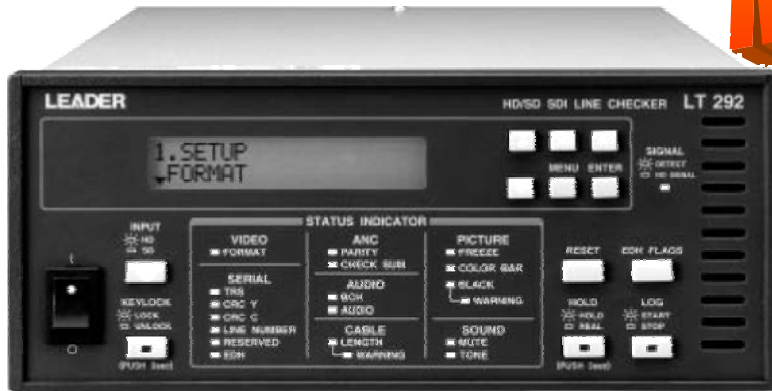 LEADER
HD/SD SDI LINE CHECKER LT 292
1.SETUP
FORMAT
MENU ENTER
SIGNAL
DETECT
NO SIGNAL
STATUS INDICATOR
INPUT
HD
SD
VIDEO
FORMAT
SERIAL
TRS
CRC Y
CRC C
LINE NUMBER
RESERVED
EDH
ANC
PARITY
CHECK SUM
AUDIO
BCH
AUDIO
CABLE
LENGTH
WARNING
PICTURE
FREEZE
COLOR BAR
BLACK
WARNING
SOUND
MUTE
TONE
RESET
EDH FLAGS
KEYLOCK
LOCK
UNLOCK
(PUSH 3sec)
HOLD
HOLD
REAL
(PUSH 3sec)
LOG
START
STOP